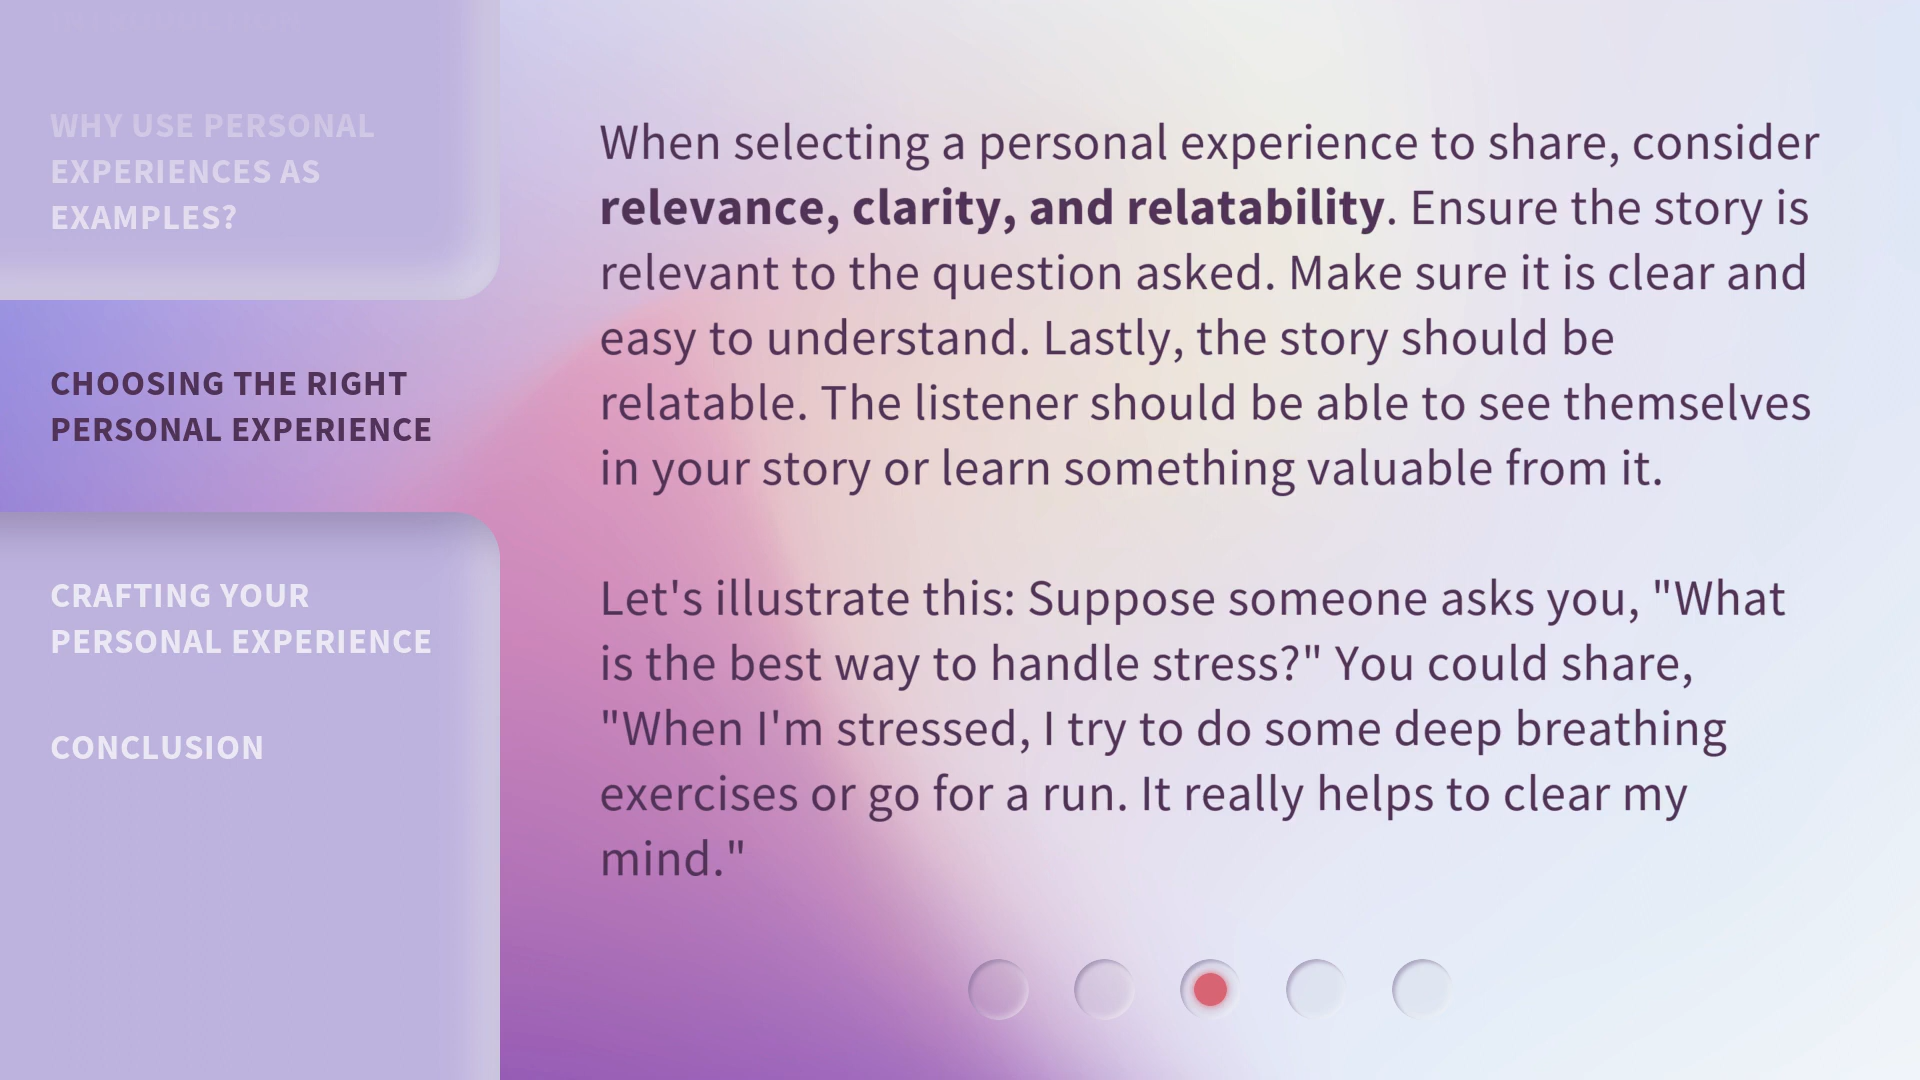 WHY USE PERSONAL
EXPERIENCES AS
EXAMPLES?
CHOOSING THE RIGHT
PERSONAL EXPERIENCE
CRAFTING YOUR
PERSONAL EXPERIENCE
CONCLUSION
When selecting a personal experience to share, consider
relevance, clarity, and relatability. Ensure the story is
relevant to the question asked. Make sure it is clear and
easy to understand. Lastly, the story should be
relatable. The listener should be able to see themselves
in your story or learn something valuable from it.
Let's illustrate this: Suppose someone asks you, "What
is the best way to handle stress?" You could share,
"When I'm stressed, I try to do some deep breathing
exercises or go for a run. It really helps to clear my
mind."